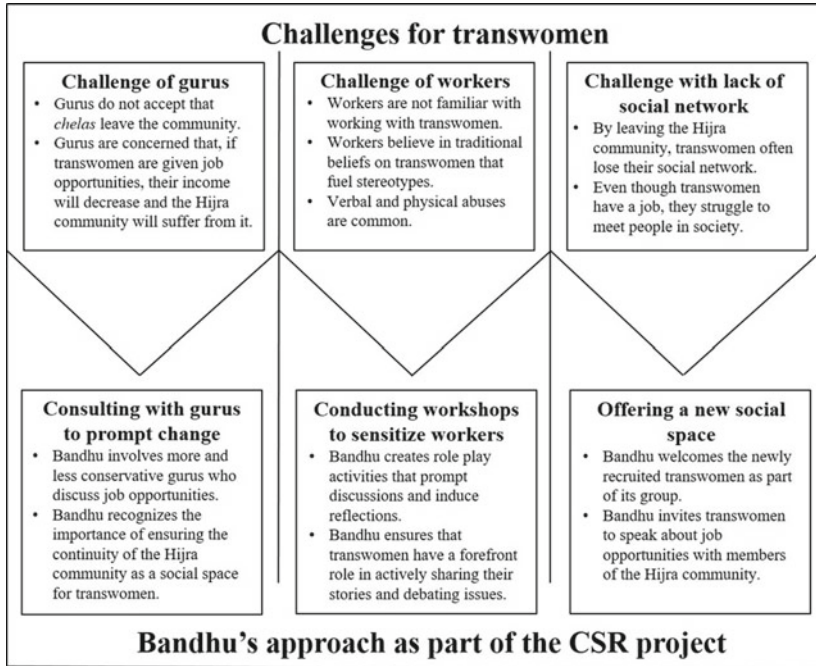 Challenges for transwomen
Challenge of gurus
• Gurus do not accept that
chelas leave the community.
• Gurus are concerned that, if
transwomen are given job
opportunities, their income
will decrease and the Hijra
community will suffer from it.
Challenge of workers
• Workers are not familiar with
working with transwomen.
• Workers believe in traditional
beliefs on transwomen that
fuel stereotypes.
• Verbal and physical abuses
are common.
Challenge with lack of
social network
• By leaving the Hijra
community, transwomen often
lose their social network.
• Even though transwomen
have a job, they struggle to
meet people in society.
Consulting with gurus
to prompt change
• Bandhu involves more and
less conservative gurus who
discuss job opportunities.
• Bandhu recognizes the
importance of ensuring the
continuity of the Hijra
community as a social space
for transwomen.
Conducting workshops
to sensitize workers
• Bandhu creates role play
activities that prompt
discussions and induce
reflections.
• Bandhu ensures that
transwomen have a forefront
role in actively sharing their
stories and debating issues.
Offering a new social
space
• Bandhu welcomes the newly
recruited transwomen as part
of its group.
• Bandhu invites transwomen
to speak about job
opportunities with members
of the Hijra community.
Bandhu's approach as part of the CSR project